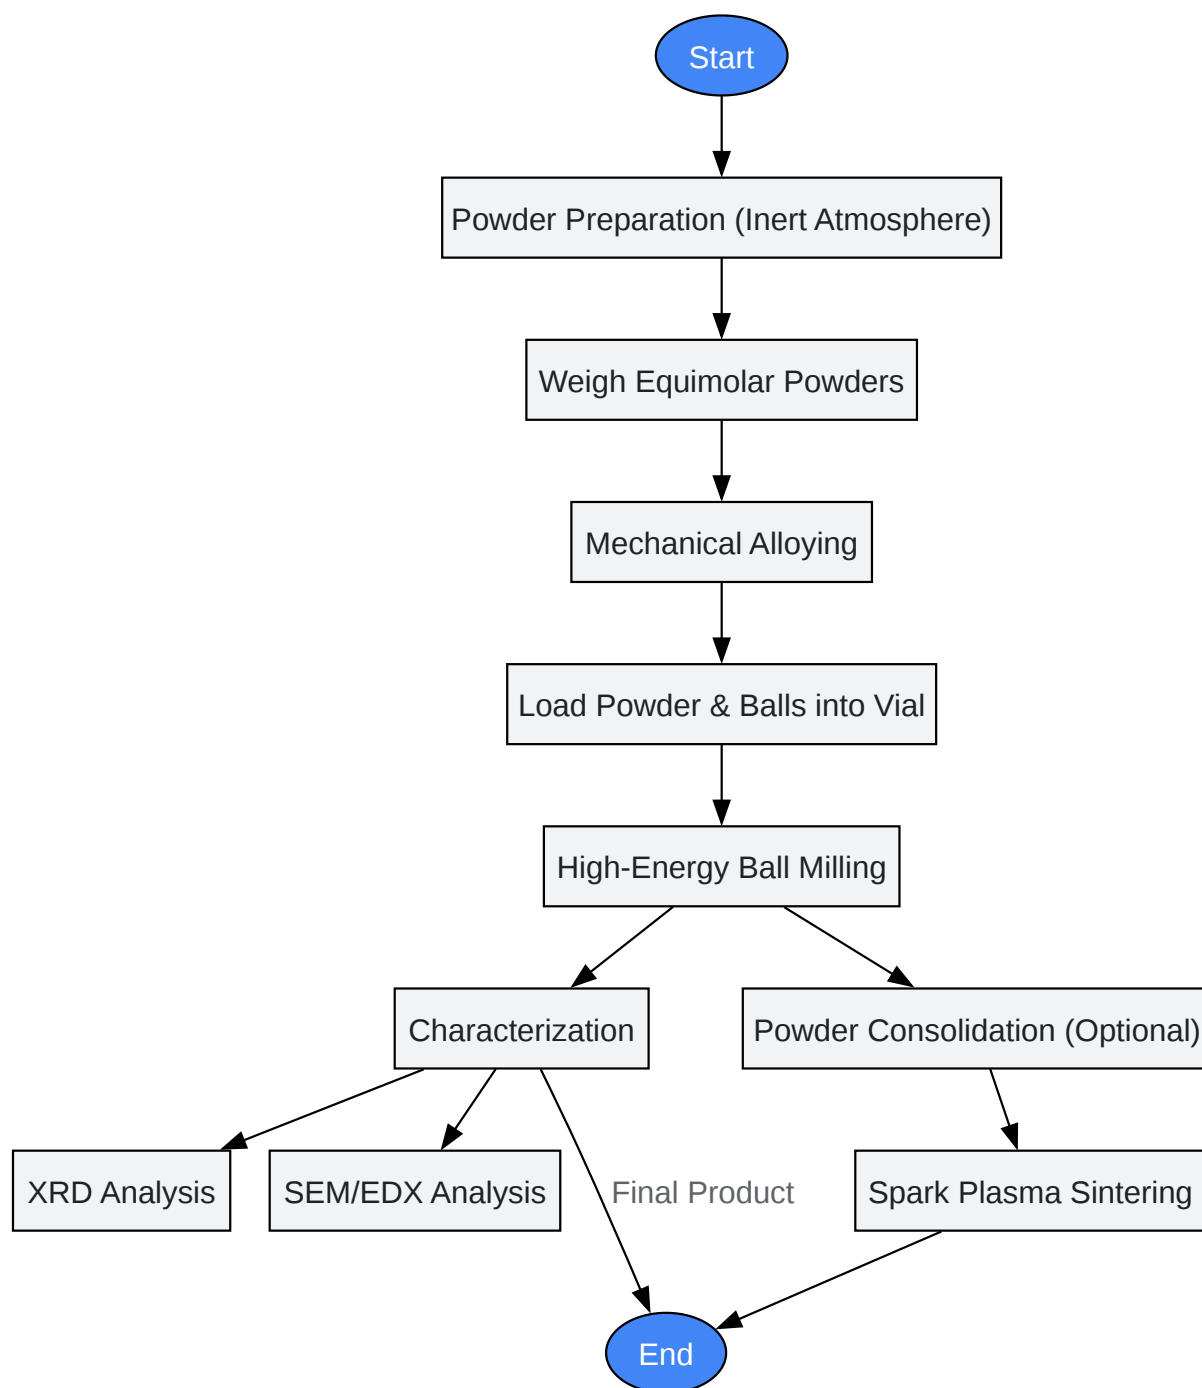 Start
Powder Preparation (Inert Atmosphere)
Weigh Equimolar Powders
Mechanical Alloying
Load Powder & Balls into Vial
High-Energy Ball Milling
Characterization
Powder Consolidation (Optional)
XRD Analysis
SEM/EDX Analysis
Final Product
Spark Plasma Sintering
End